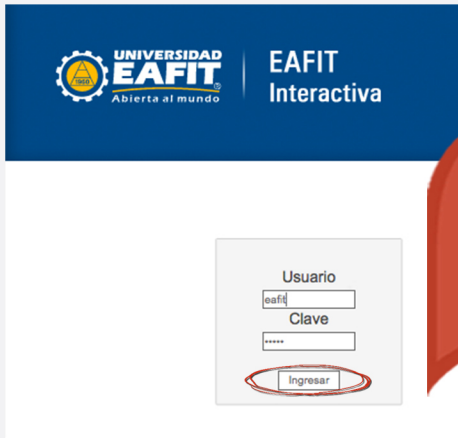 UNIVERSIDAD
EAFIT
Abierta al mundo
1960
EAFIT
Interactiva
Usuario
eafit
Clave
*****
Ingresar